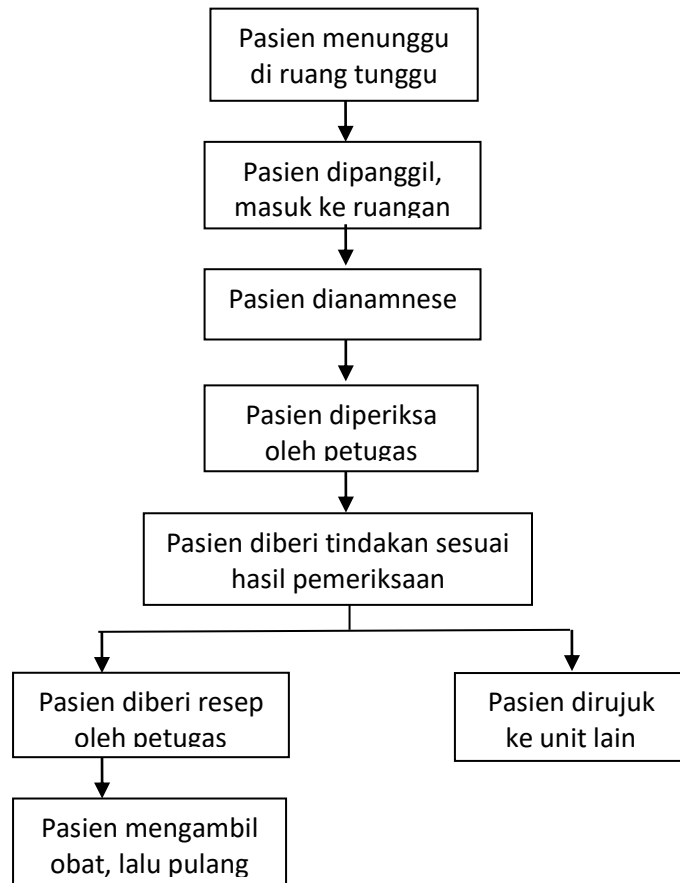 Pasien menunggu
di ruang tunggu
Pasien dipanggil,
masuk ke ruangan
Pasien dianamnese
Pasien diperiksa
oleh petugas
Pasien diberi tindakan sesuai
hasil pemeriksaan
Pasien diberi resep
oleh petugas
Pasien dirujuk
ke unit lain
Pasien mengambil
obat, lalu pulang